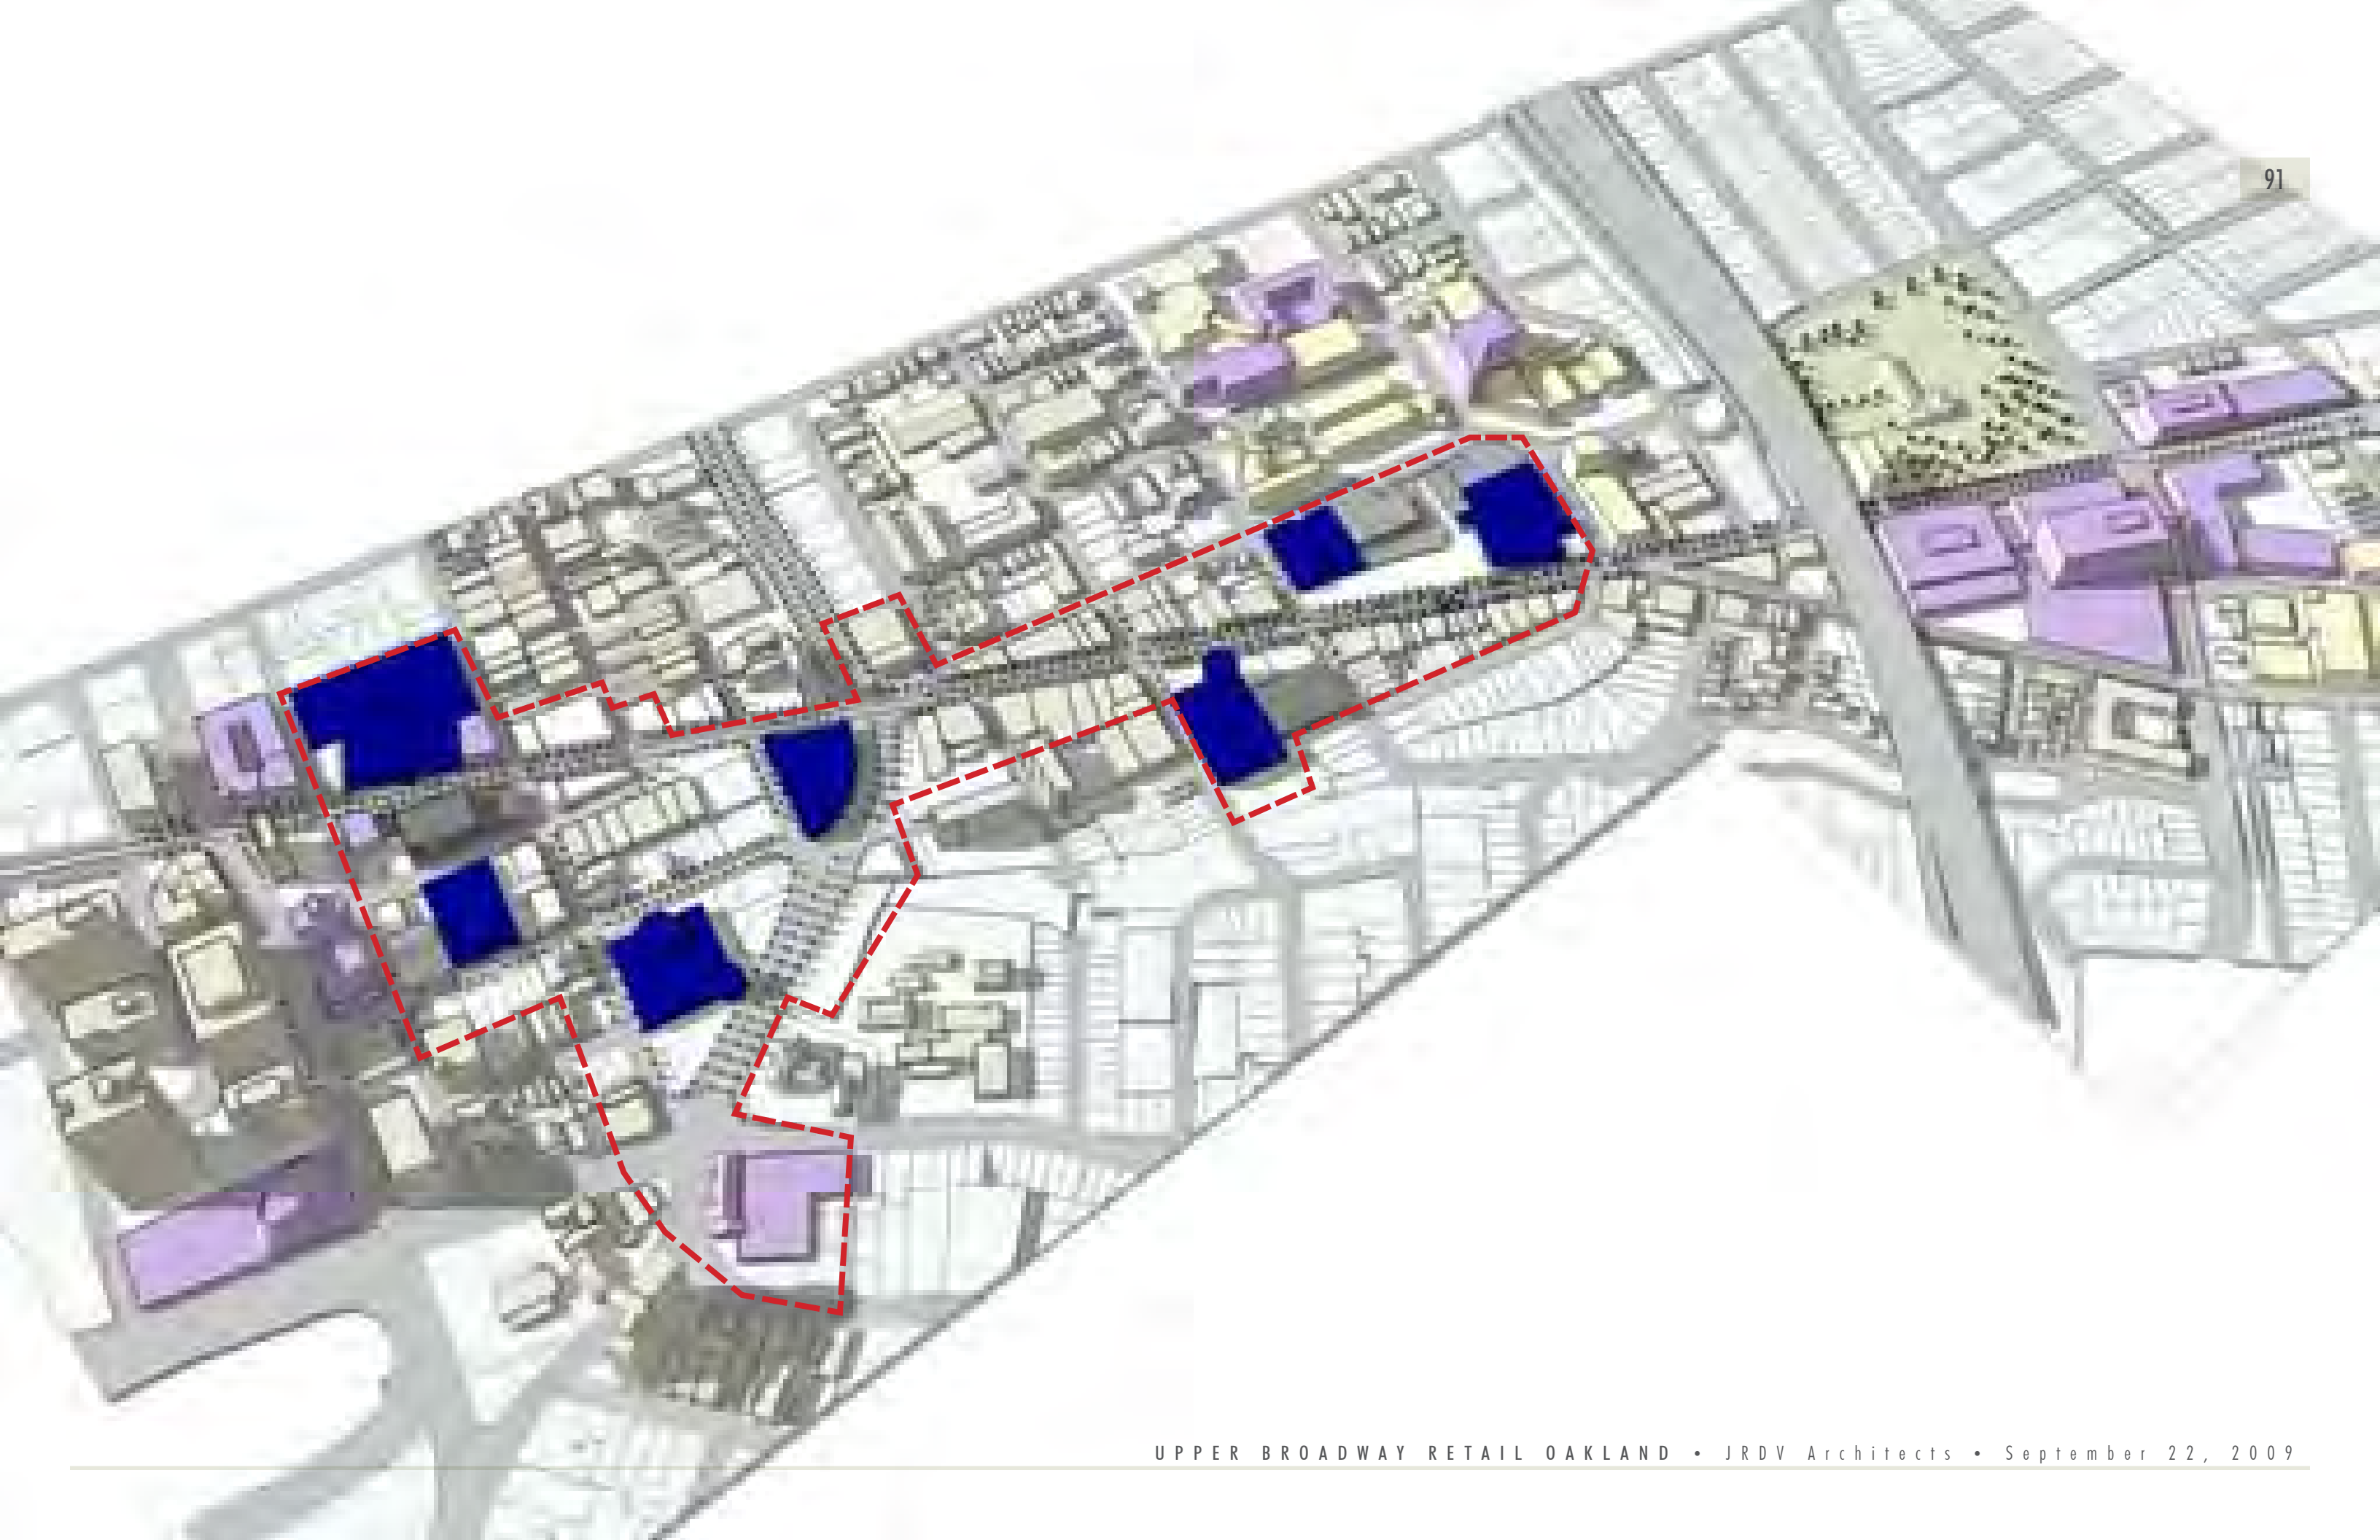 91
UPPER BROADWAY RETAIL OAKLAND • JRDV Architects • September 22, 2009